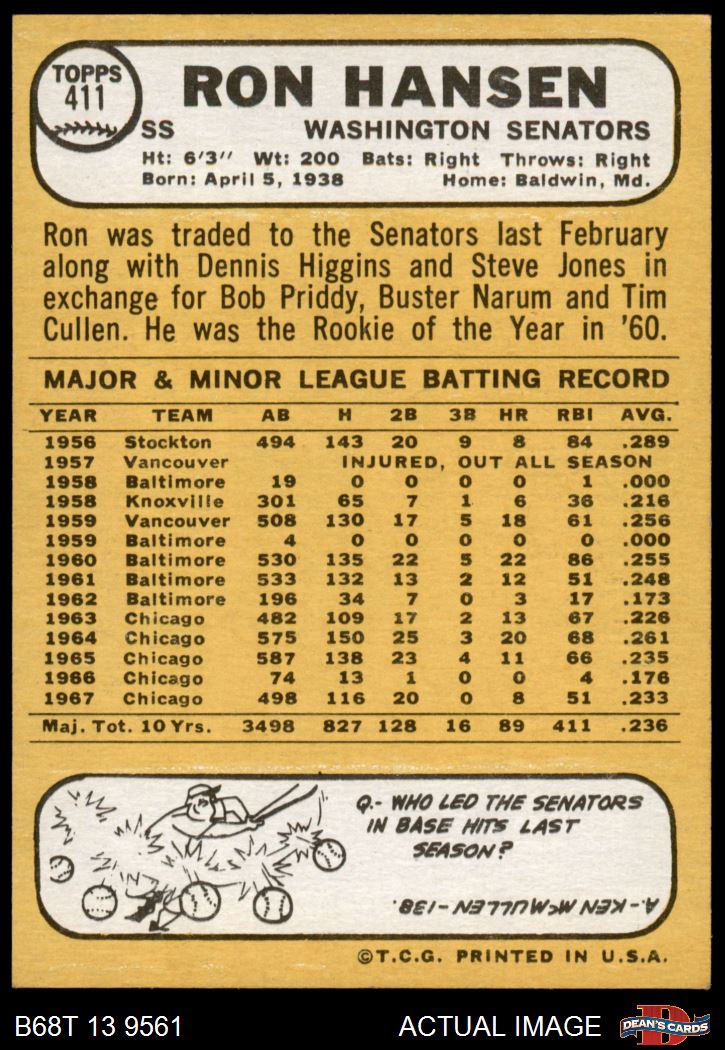 TOPPS
411
RON HANSEN
SS WASHINGTON SENATORS
Ht: 6'3" Wt: 200 Bats: Right Throws: Right
Born: April 5, 1938 Home: Baldwin, Md.
Ron was traded to the Senators last February
along with Dennis Higgins and Steve Jones in
exchange for Bob Priddy, Buster Narum and Tim
Cullen. He was the Rookie of the Year in '60.
MAJOR & MINOR LEAGUE BATTING RECORD
YEAR TEAM AB H 2B 3B HR RBI AVG.
1956 Stockton 494 143 20 9 8 84 .289
1957 Vancouver INJURED, OUT ALL SEASON
1958 Baltimore 19 0 0 0 0 1 .000
1958 Knoxville 301 65 7 1 6 36 .216
1959 Vancouver 508 130 17 5 18 61 .256
1959 Baltimore 4 0 0 0 0 0 .000
1960 Baltimore 530 135 22 5 22 86 .255
1961 Baltimore 533 132 13 2 12 51 .248
1962 Baltimore 196 34 7 0 3 17 .173
1963 Chicago 482 109 17 2 13 67 .226
1964 Chicago 575 150 25 3 20 68 .261
1965 Chicago 587 138 23 4 11 66 .235
1966 Chicago 74 13 1 0 0 4 .176
1967 Chicago 498 116 20 0 8 51 .233
Maj. Tot. 10 Yrs. 3498 827 128 16 89 411 .236
Q.- WHO LED THE SENATORS
IN BASE HITS LAST
SEASON?
A.- KEN McMULLEN-138.
©T.C.G. PRINTED IN U.S.A.
B68T 13 9561 ACTUAL IMAGE DEAN'S CARDS